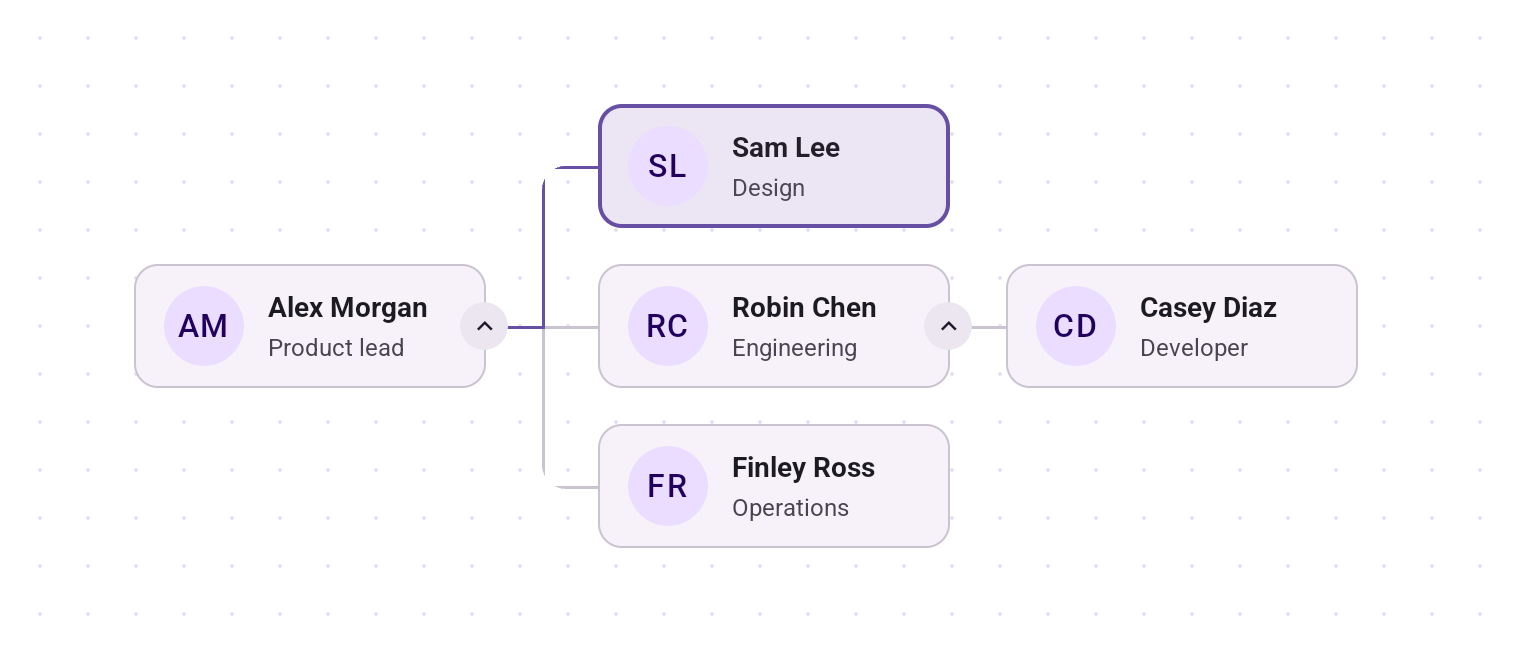 SL
Sam Lee
Design
AM
Alex Morgan
Product lead
RC
Robin Chen
Engineering
CD
Casey Diaz
Developer
FR
Finley Ross
Operations